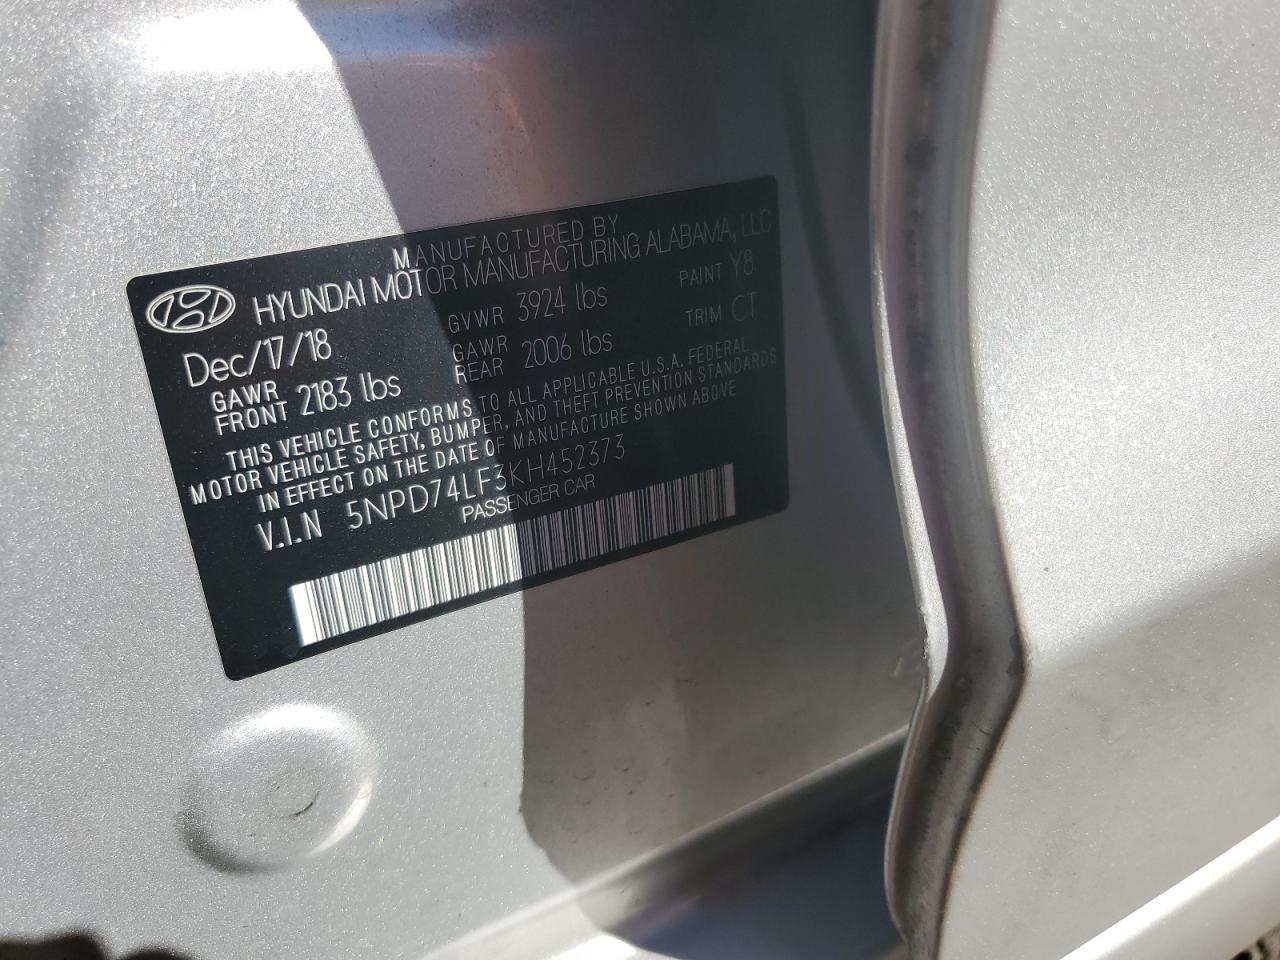 MANUFACTURED BY
HYUNDAI MOTOR MANUFACTURING ALABAMA, LLC
Dec/17/18 GVWR 3924 lbs PAINT Y8
GAWR FRONT 2183 lbs GAWR REAR 2006 lbs TRIM CT
THIS VEHICLE CONFORMS TO ALL APPLICABLE U.S.A. FEDERAL
MOTOR VEHICLE SAFETY, BUMPER, AND THEFT PREVENTION STANDARDS
IN EFFECT ON THE DATE OF MANUFACTURE SHOWN ABOVE
V.I.N 5NPD74LF3KH452373
PASSENGER CAR